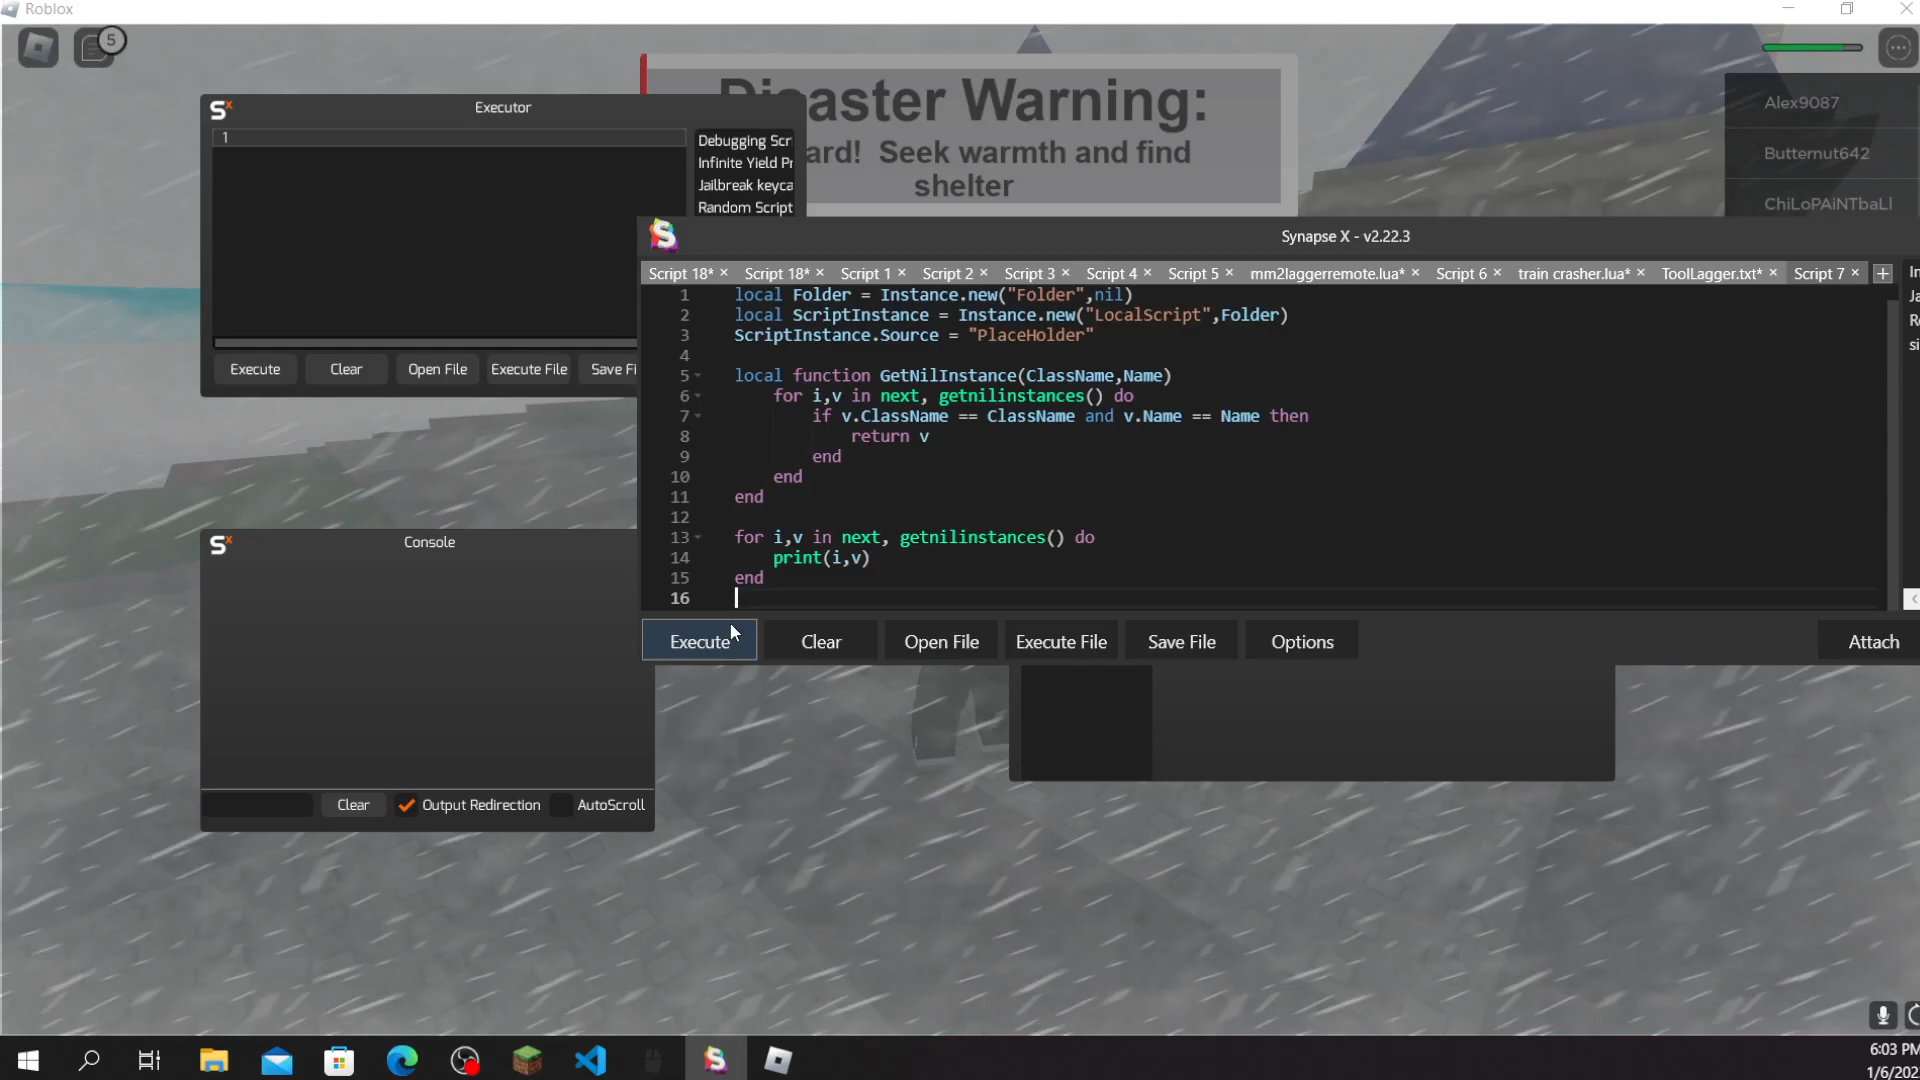 Roblox
5
Disaster Warning:
ard! Seek warmth and find
shelter
Alex9087
Butternut642
ChiLoPAiNTbaLl
Executor
1
Debugging Scr
Infinite Yield Pr
Jailbreak keyca
Random Script
Execute
Clear
Open File
Execute File
Save Fi
Synapse X - v2.22.3
Script 18* × Script 18* × Script 1 × Script 2 × Script 3 × Script 4 × Script 5 × mm2laggerremote.lua* × Script 6 × train crasher.lua* × ToolLagger.txt* × Script 7 ×
1 local Folder = Instance.new("Folder",nil)
2 local ScriptInstance = Instance.new("LocalScript",Folder)
3 ScriptInstance.Source = "PlaceHolder"
4
5 local function GetNilInstance(ClassName,Name)
6 for i,v in next, getnilinstances() do
7 if v.ClassName == ClassName and v.Name == Name then
8 return v
9 end
10 end
11 end
12
13 for i,v in next, getnilinstances() do
14 print(i,v)
15 end
16
In
Ja
R
si
Execute
Clear
Open File
Execute File
Save File
Options
Attach
Console
Clear
Output Redirection
AutoScroll
6:03 PM
1/6/202